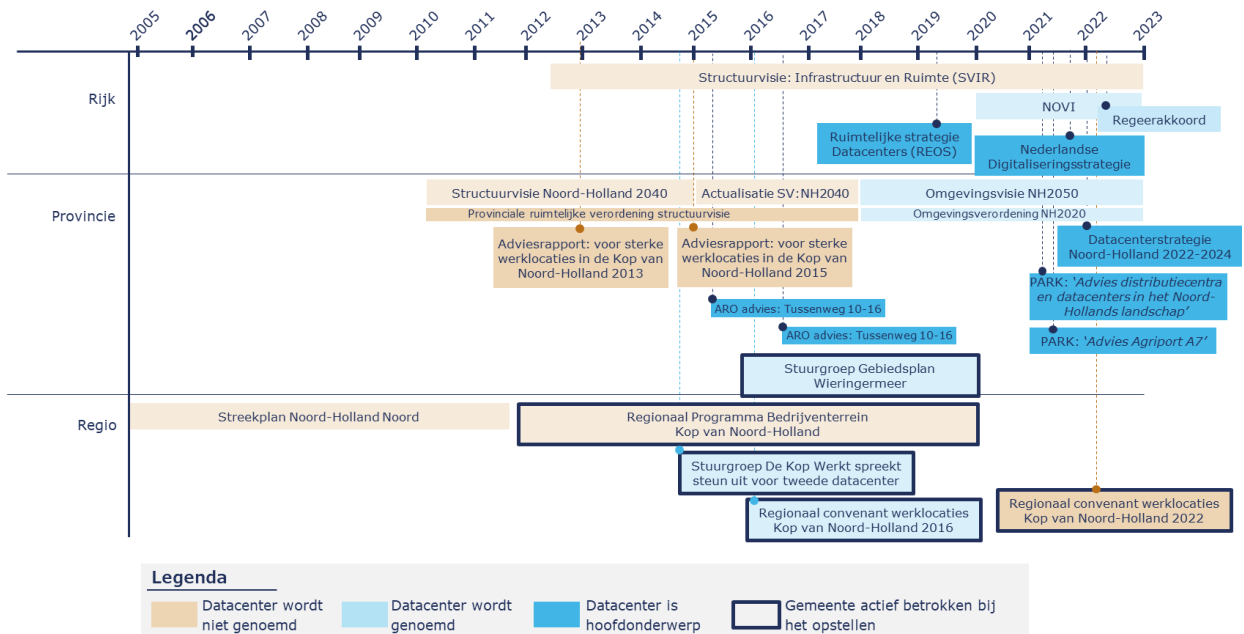 2005 2006 2007 2008 2009 2010 2011 2012 2013 2014 2015 2016 2017 2018 2019 2020 2021 2022 2023
Rijk
Structuurvisie: Infrastructuur en Ruimte (SVIR)
NOVI
Regeerakkoord
Ruimtelijke strategie
Datacenters (REOS)
Nederlandse
Digitaliseringsstrategie
Provincie
Structuurvisie Noord-Holland 2040
Actualisatie SV:NH2040
Omgevingsvisie NH2050
Provinciale ruimtelijke verordening structuurvisie
Omgevingsverordening NH2020
Adviesrapport: voor sterke
werklocaties in de Kop van
Noord-Holland 2013
Adviesrapport: voor sterke
werklocaties in de Kop van
Noord-Holland 2015
Datacenterstrategie
Noord-Holland 2022-2024
PARK: ‘Advies distributiecentra
en datacenters in het Noord-
Hollands landschap’
ARO advies: Tussenweg 10-16
ARO advies: Tussenweg 10-16
PARK: ‘Advies Agriport A7’
Stuurgroep Gebiedsplan
Wieringermeer
Regio
Streekplan Noord-Holland Noord
Regionaal Programma Bedrijventerrein
Kop van Noord-Holland
Stuurgroep De Kop Werkt spreekt
steun uit voor tweede datacenter
Regionaal convenant werklocaties
Kop van Noord-Holland 2016
Regionaal convenant werklocaties
Kop van Noord-Holland 2022
Legenda
Datacenter wordt
niet genoemd
Datacenter wordt
genoemd
Datacenter is
hoofdonderwerp
Gemeente actief betrokken bij
het opstellen